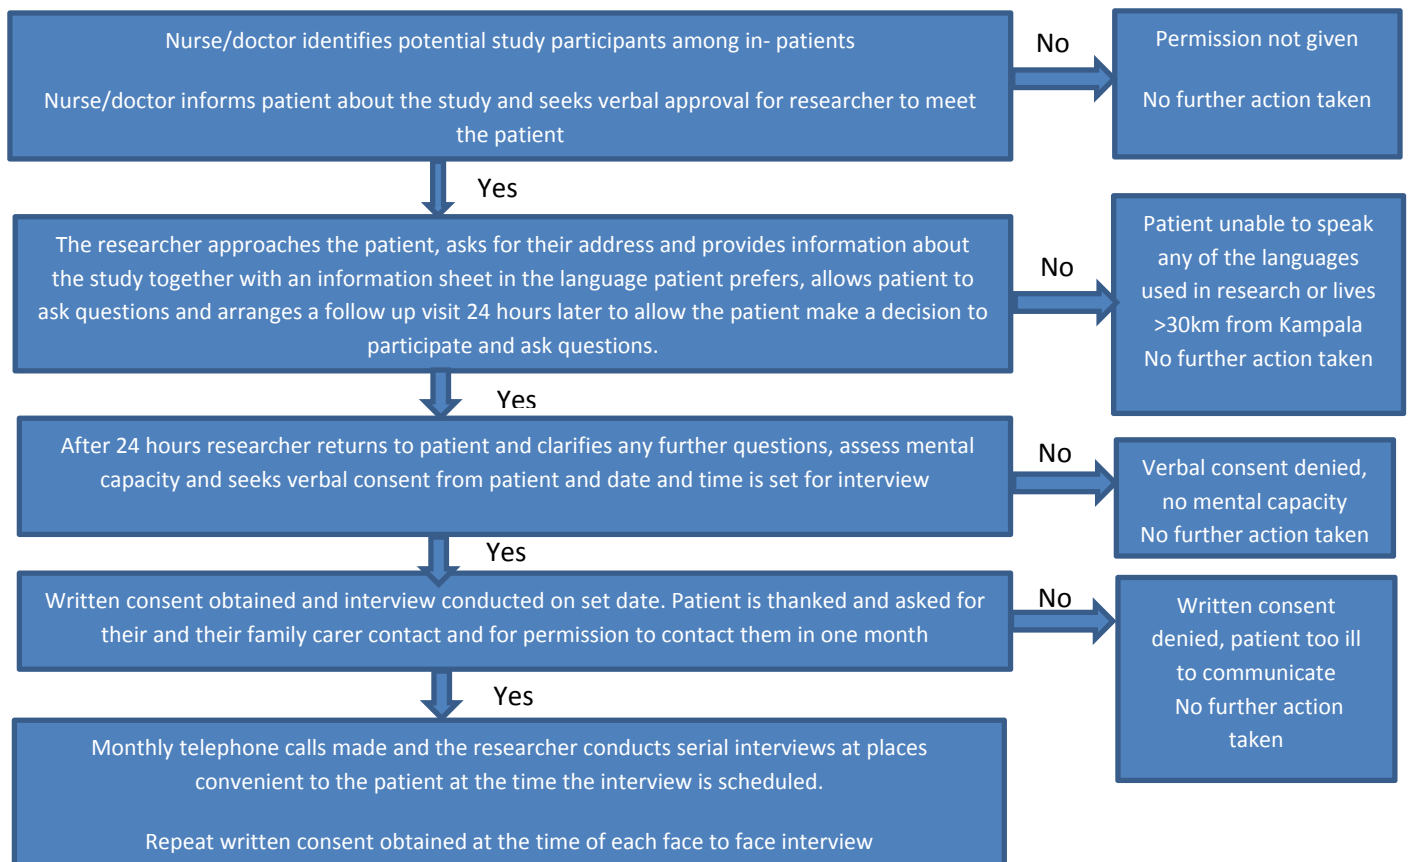 Nurse/doctor identifies potential study participants among in- patients
Nurse/doctor informs patient about the study and seeks verbal approval for researcher to meet
the patient
No
Permission not given
No further action taken
Yes
The researcher approaches the patient, asks for their address and provides information about
the study together with an information sheet in the language patient prefers, allows patient to
ask questions and arranges a follow up visit 24 hours later to allow the patient make a decision to
participate and ask questions.
No
Patient unable to speak
any of the languages
used in research or lives
>30km from Kampala
No further action taken
Yes
After 24 hours researcher returns to patient and clarifies any further questions, assess mental
capacity and seeks verbal consent from patient and date and time is set for interview
No
Verbal consent denied,
no mental capacity
No further action taken
Yes
Written consent obtained and interview conducted on set date. Patient is thanked and asked for
their and their family carer contact and for permission to contact them in one month
No
Written consent
denied, patient too ill
to communicate
No further action
taken
Yes
Monthly telephone calls made and the researcher conducts serial interviews at places
convenient to the patient at the time the interview is scheduled.
Repeat written consent obtained at the time of each face to face interview